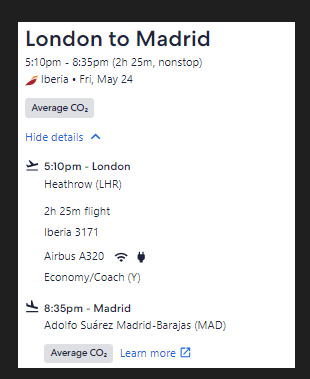 London to Madrid
5:10pm - 8:35pm (2h 25m, nonstop)
Iberia • Fri, May 24
Average CO₂
Hide details
5:10pm - London
Heathrow (LHR)
2h 25m flight
Iberia 3171
Airbus A320
Economy/Coach (Y)
8:35pm - Madrid
Adolfo Suárez Madrid-Barajas (MAD)
Average CO₂ Learn more